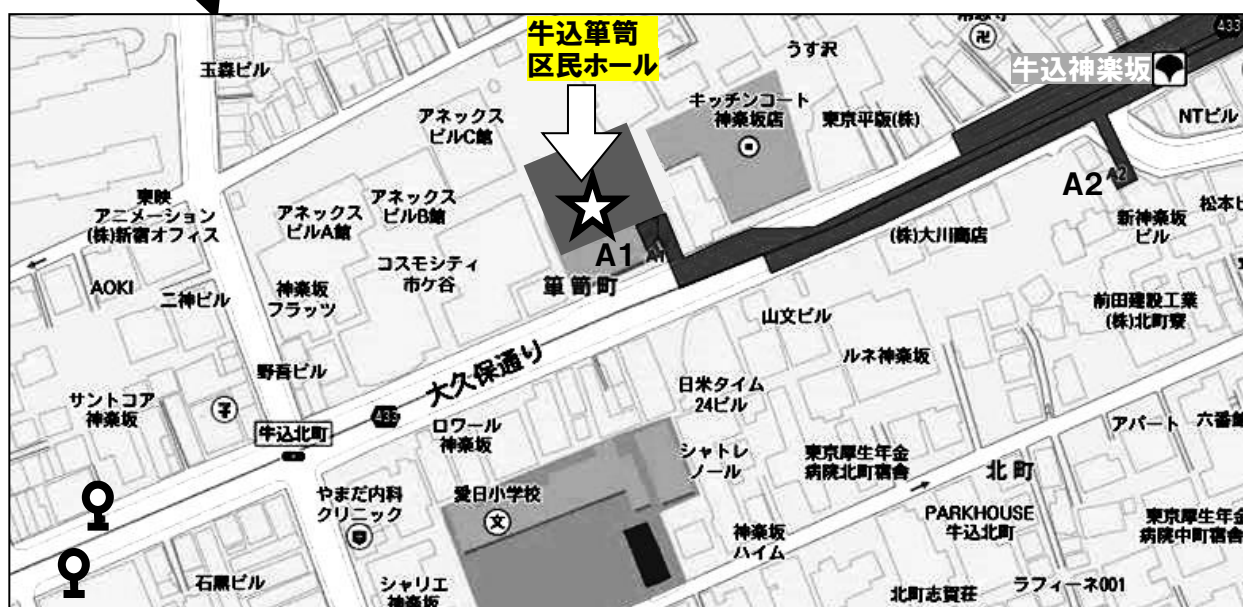 牛込箪笥
区民ホール
玉森ビル
うす沢
433
牛込神楽坂
アネックス
ビルC館
キッチンコート
神楽坂店
東京平版(株)
NTビル
A2
A2
東映
アニメーション
(株)新宿オフィス
アネックス
ビルA館
アネックス
ビルB館
A1
A1
(株)大川商店
新神楽坂
ビル
松本ビ
コスモシティ
市ケ谷
箪笥町
AOKI
二神ビル
神楽坂
フラッツ
山文ビル
前田建設工業
(株)北町寮
野吾ビル
大久保通り
ルネ神楽坂
サントコア
神楽坂
日米タイム
24ビル
433
牛込北町
ロワール
神楽坂
アパート
六番館
シャトレ
ノール
東京厚生年金
病院北町宿舎
北町
やまだ内科
クリニック
愛日小学校
文
PARKHOUSE
牛込北町
東京厚生年金
病院中町宿舎
神楽坂
ハイム
石黒ビル
シャリエ
神楽坂
北町志賀荘
ラフィーネ001